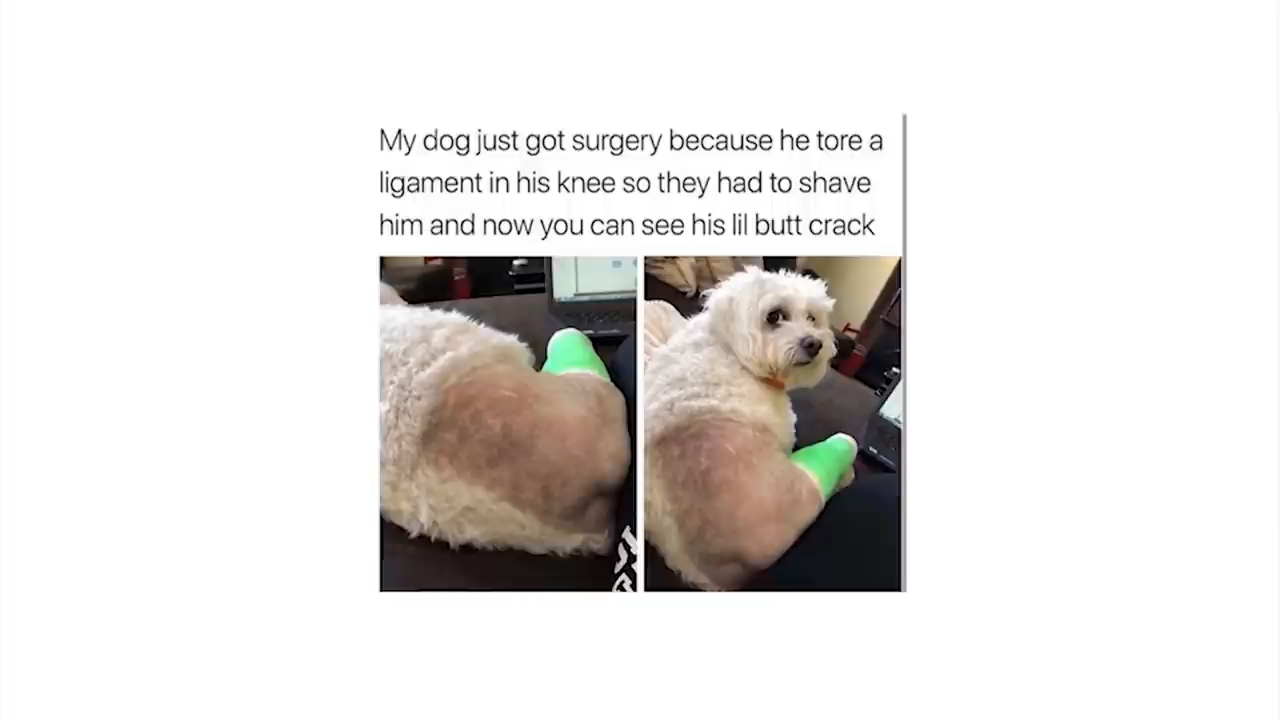 My dog just got surgery because he tore a
ligament in his knee so they had to shave
him and now you can see his lil butt crack